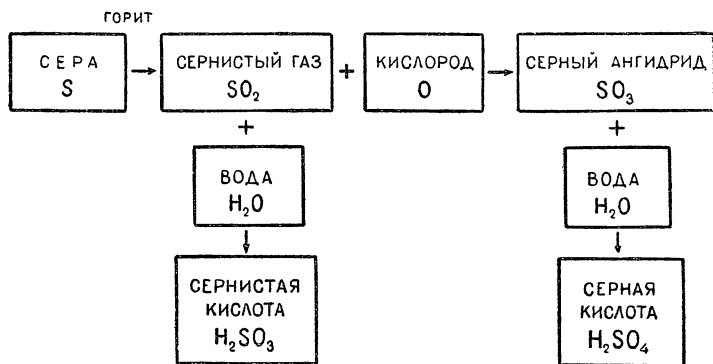 ГОРИТ
СЕРА
S
СЕРНИСТЫЙ ГАЗ
SO₂
+
КИСЛОРОД
O
СЕРНЫЙ АНГИДРИД
SO₃
+
ВОДА
H₂O
СЕРНИСТАЯ
КИСЛОТА
H₂SO₃
+
ВОДА
H₂O
СЕРНАЯ
КИСЛОТА
H₂SO₄